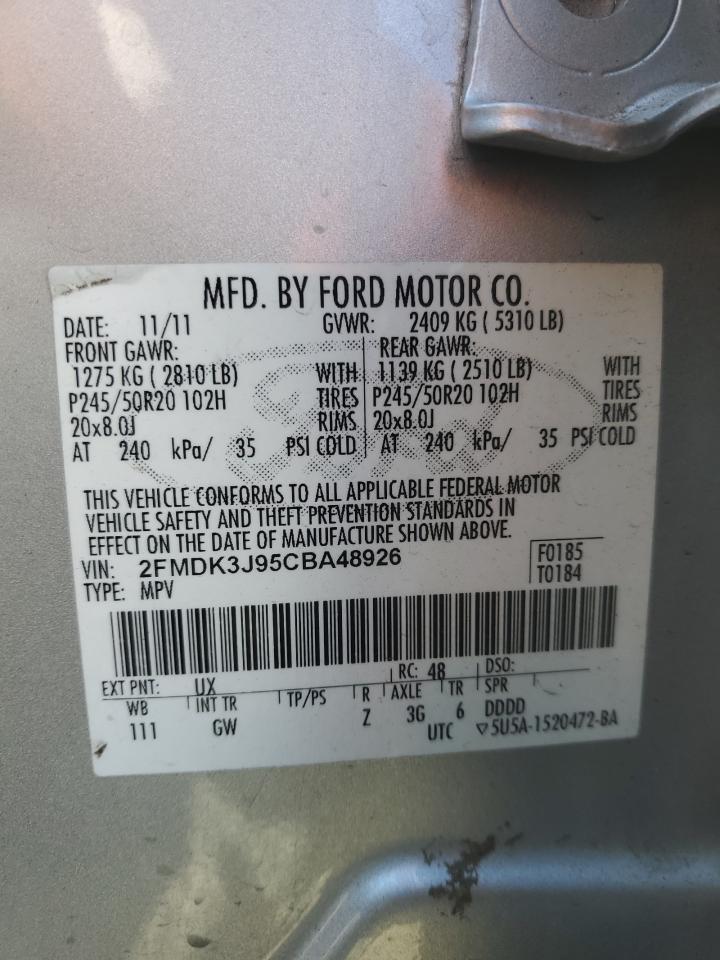 MFD. BY FORD MOTOR CO.
DATE: 11/11 GVWR: 2409 KG ( 5310 LB)
FRONT GAWR: REAR GAWR:
1275 KG ( 2810 LB) WITH 1139 KG ( 2510 LB) WITH
P245/50R20 102H TIRES P245/50R20 102H TIRES
20x8.0J RIMS 20x8.0J RIMS
AT 240 kPa/ 35 PSI COLD AT 240 kPa/ 35 PSI COLD
THIS VEHICLE CONFORMS TO ALL APPLICABLE FEDERAL MOTOR
VEHICLE SAFETY AND THEFT PREVENTION STANDARDS IN
EFFECT ON THE DATE OF MANUFACTURE SHOWN ABOVE.
VIN: 2FMDK3J95CBA48926 F0185
TYPE: MPV T0184
EXT PNT: UX RC: 48 DSO:
WB INT TR TP/PS R AXLE TR SPR
111 GW Z 3G 6 DDDD
UTC ▽5U5A-1520472-BA